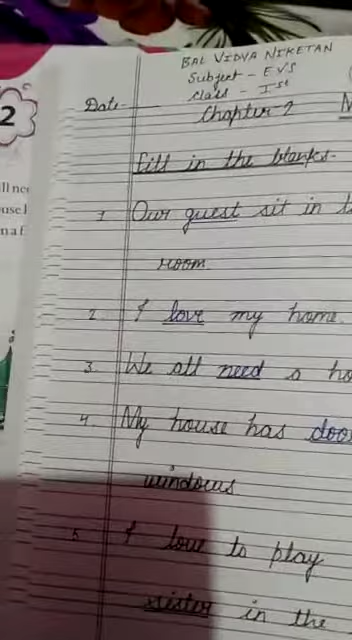 BAL VIDYA NIKETAN
Subject - EVS
Class - Ist
Date -
Chapter-2
2
fill in the blanks-
1 Our guest sit in
room.
2. I love my home.
3. We all need a
4. My house has
windows
5. I love to play
sister in the